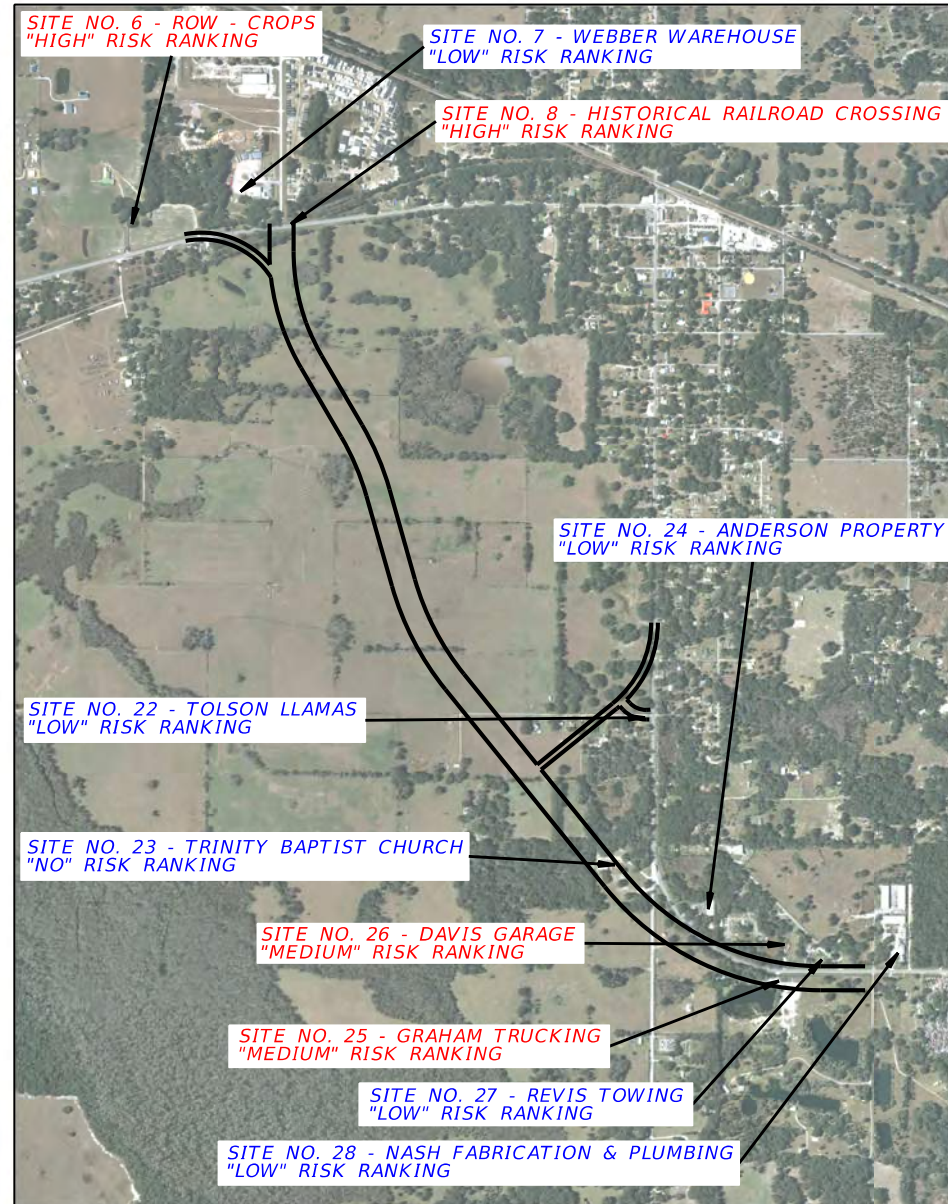 SITE NO. 6 - ROW - CROPS
"HIGH" RISK RANKING
SITE NO. 7 - WEBBER WAREHOUSE
"LOW" RISK RANKING
SITE NO. 8 - HISTORICAL RAILROAD CROSSING
"HIGH" RISK RANKING
SITE NO. 24 - ANDERSON PROPERTY
"LOW" RISK RANKING
SITE NO. 22 - TOLSON LLAMAS
"LOW" RISK RANKING
SITE NO. 23 - TRINITY BAPTIST CHURCH
"NO" RISK RANKING
SITE NO. 26 - DAVIS GARAGE
"MEDIUM" RISK RANKING
SITE NO. 25 - GRAHAM TRUCKING
"MEDIUM" RISK RANKING
SITE NO. 27 - REVIS TOWING
"LOW" RISK RANKING
SITE NO. 28 - NASH FABRICATION & PLUMBING
"LOW" RISK RANKING